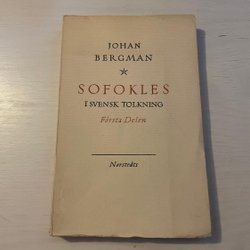 JOHAN
BERGMAN
SOFOKLES
I SVENSK TOLKNING
Första Delen
Norstedts